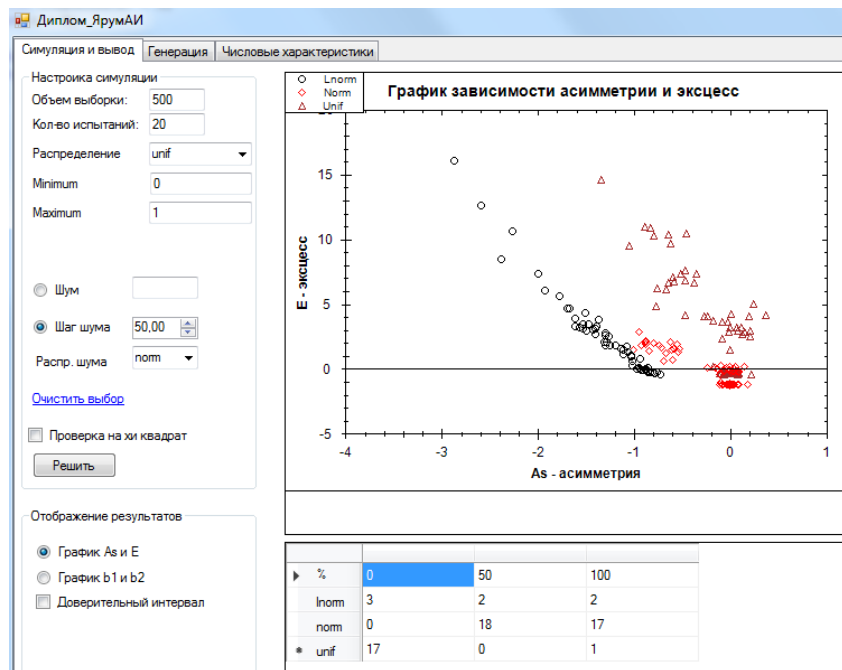 Диплом_ЯрумАИ
Симуляция и вывод Генерация Числовые характеристики
Настройка симуляции
Объем выборки: 500
Кол-во испытаний: 20
Распределение unif
Minimum 0
Maximum 1
Шум
Шаг шума 50,00
Распр. шума norm
Очистить выбор
Проверка на хи квадрат
Решить
Отображение результатов
График As и E
График b1 и b2
Доверительный интервал
Lnorm
Norm
Unif
График зависимости асимметрии и эксцесс
15
10
5
0
-5
E - эксцесс
-4 -3 -2 -1 0 1
As - асимметрия
% 0 50 100
lnorm 3 2 2
norm 0 18 17
unif 17 0 1